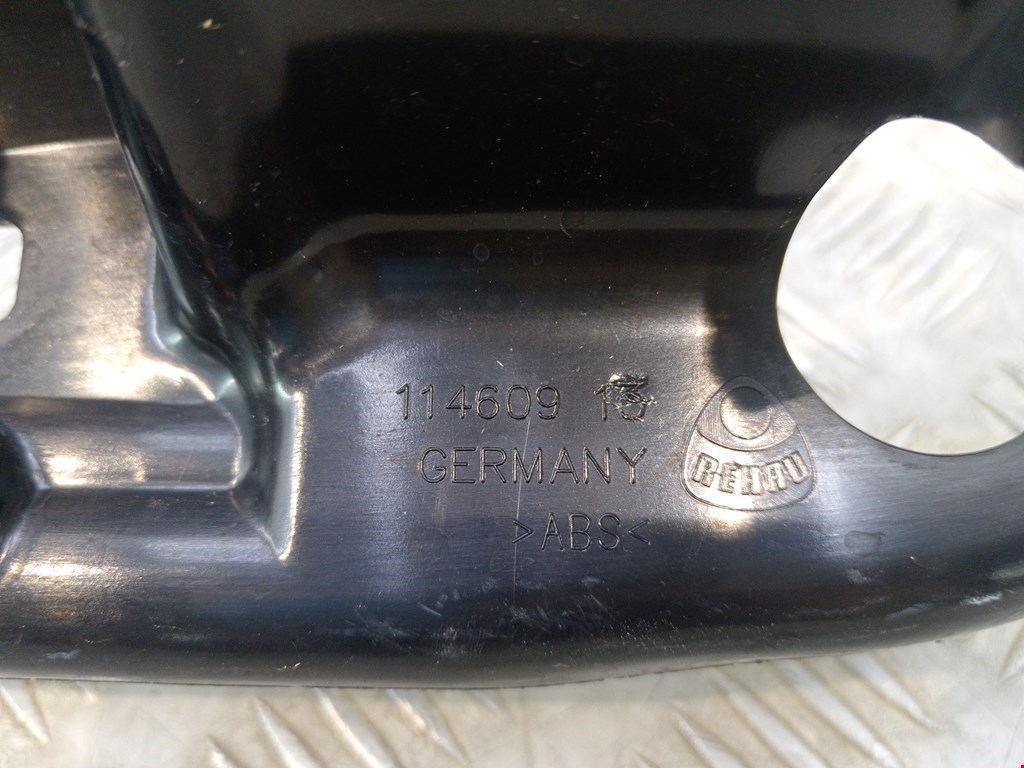 114609
GERMANY
>ABS<
REHAU